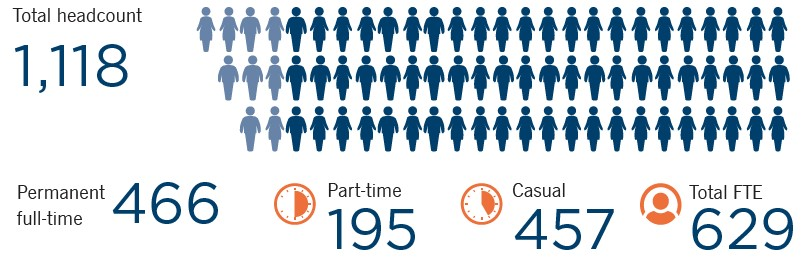 Total headcount
1,118
Permanent
full-time
466
Part-time
195
Casual
457
Total FTE
629